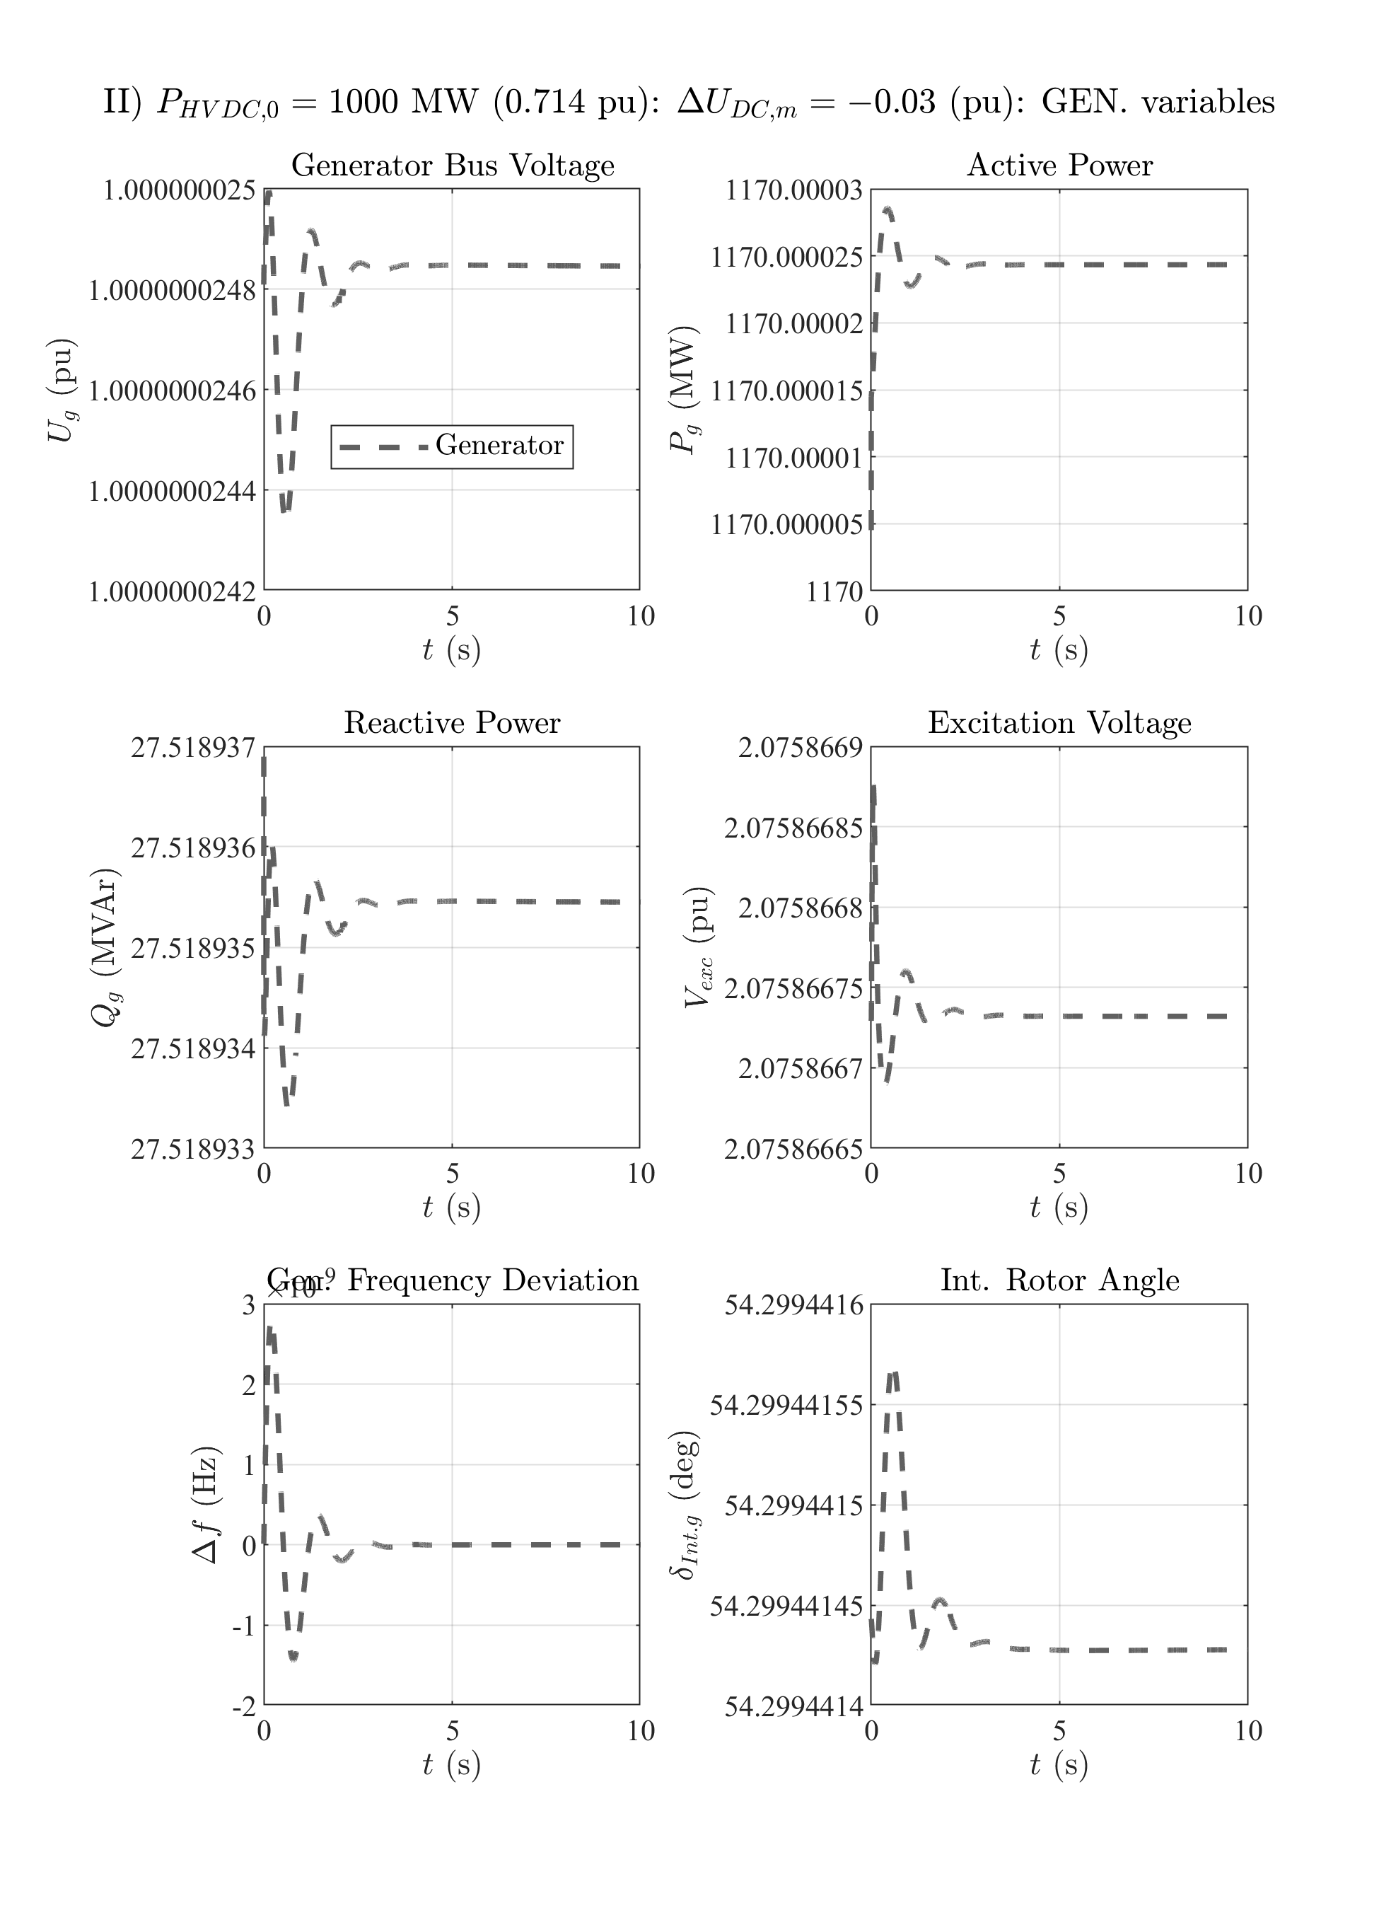 II) P_{HVDC,0} = 1000 MW (0.714 pu): ΔU_{DC,m} = −0.03 (pu): GEN. variables
Generator Bus Voltage
1.000000025
1.0000000248
1.0000000246
1.0000000244
1.0000000242
U_g (pu)
Generator
0 5 10
t (s)
Active Power
1170.00003
1170.000025
1170.00002
1170.000015
1170.00001
1170.000005
1170
P_g (MW)
0 5 10
t (s)
Reactive Power
27.518937
27.518936
27.518935
27.518934
27.518933
Q_g (MVAr)
0 5 10
t (s)
Excitation Voltage
2.0758669
2.07586685
2.0758668
2.07586675
2.0758667
2.07586665
V_{exc} (pu)
0 5 10
t (s)
Gen. Frequency Deviation
3
2
1
0
-1
-2
Δf (Hz)
0 5 10
t (s)
Int. Rotor Angle
54.2994416
54.29944155
54.2994415
54.29944145
54.2994414
δ_{Int.g} (deg)
0 5 10
t (s)